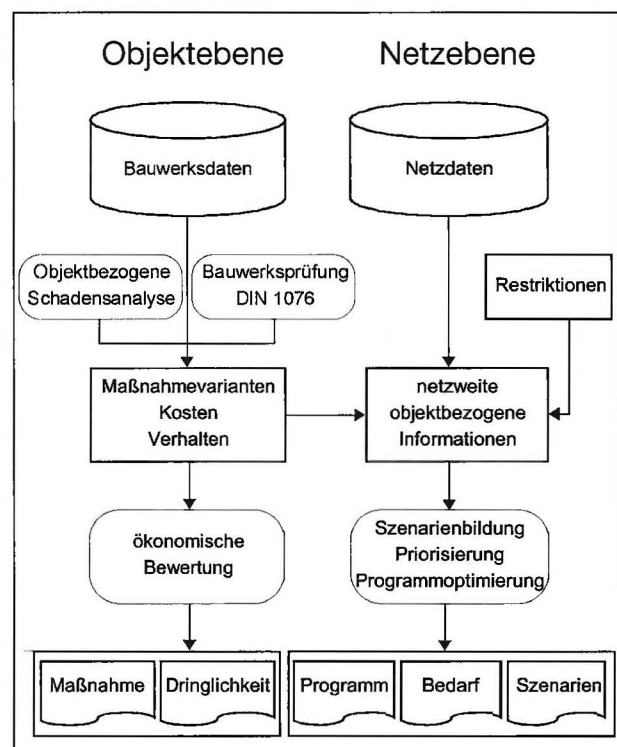 Objektebene
Netzebene
Bauwerksdaten
Netzdaten
Objektbezogene
Schadensanalyse
Bauwerksprüfung
DIN 1076
Restriktionen
Maßnahmevarianten
Kosten
Verhalten
netzweite
objektbezogene
Informationen
ökonomische
Bewertung
Szenarienbildung
Priorisierung
Programmoptimierung
Maßnahme
Dringlichkeit
Programm
Bedarf
Szenarien